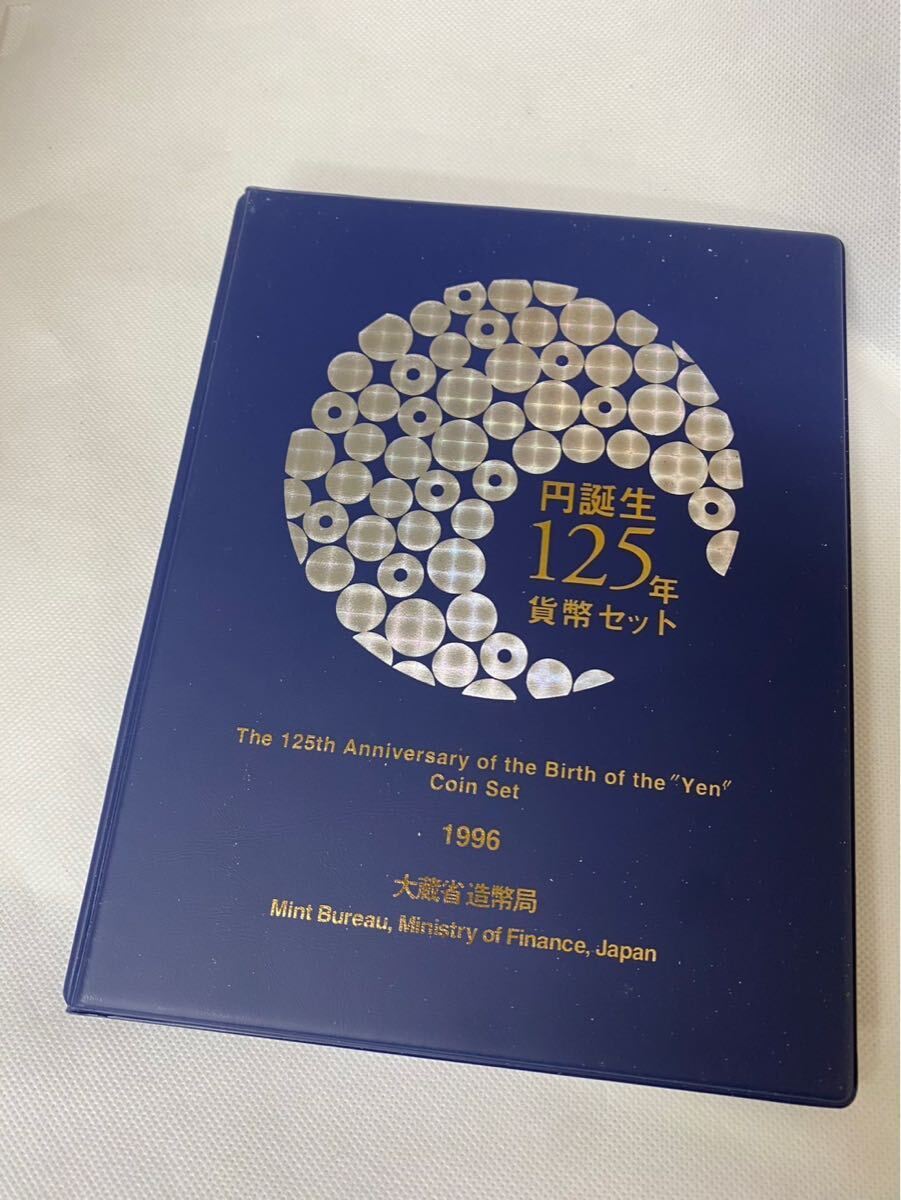 円誕生
125年
貨幣セット
The 125th Anniversary of the Birth of the "Yen"
Coin Set
1996
大蔵省 造幣局
Mint Bureau, Ministry of Finance, Japan